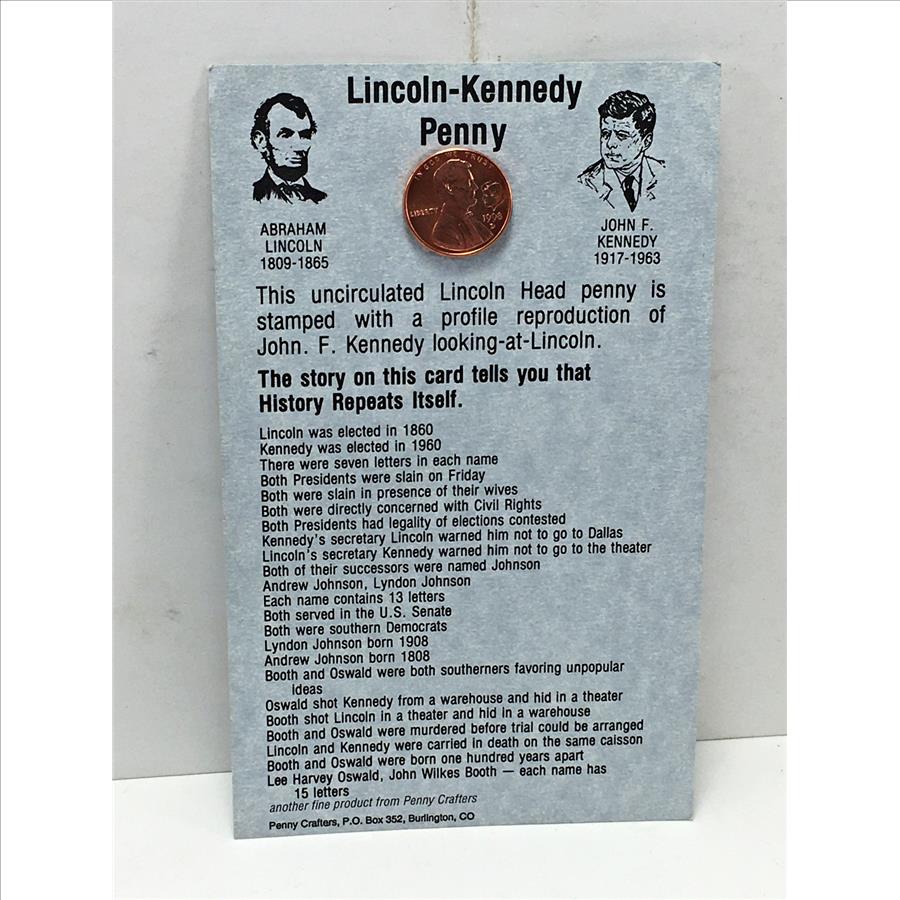 Lincoln-Kennedy
Penny
IN GOD WE TRUST
LIBERTY
1998
D
ABRAHAM
LINCOLN
1809-1865
JOHN F.
KENNEDY
1917-1963
This uncirculated Lincoln Head penny is
stamped with a profile reproduction of
John. F. Kennedy looking-at-Lincoln.
The story on this card tells you that
History Repeats Itself.
Lincoln was elected in 1860
Kennedy was elected in 1960
There were seven letters in each name
Both Presidents were slain on Friday
Both were slain in presence of their wives
Both were directly concerned with Civil Rights
Both Presidents had legality of elections contested
Kennedy's secretary Lincoln warned him not to go to Dallas
Lincoln's secretary Kennedy warned him not to go to the theater
Both of their successors were named Johnson
Andrew Johnson, Lyndon Johnson
Each name contains 13 letters
Both served in the U.S. Senate
Both were southern Democrats
Lyndon Johnson born 1908
Andrew Johnson born 1808
Booth and Oswald were both southerners favoring unpopular
ideas
Oswald shot Kennedy from a warehouse and hid in a theater
Booth shot Lincoln in a theater and hid in a warehouse
Booth and Oswald were murdered before trial could be arranged
Lincoln and Kennedy were carried in death on the same caisson
Booth and Oswald were born one hundred years apart
Lee Harvey Oswald, John Wilkes Booth — each name has
15 letters
another fine product from Penny Crafters
Penny Crafters, P.O. Box 352, Burlington, CO